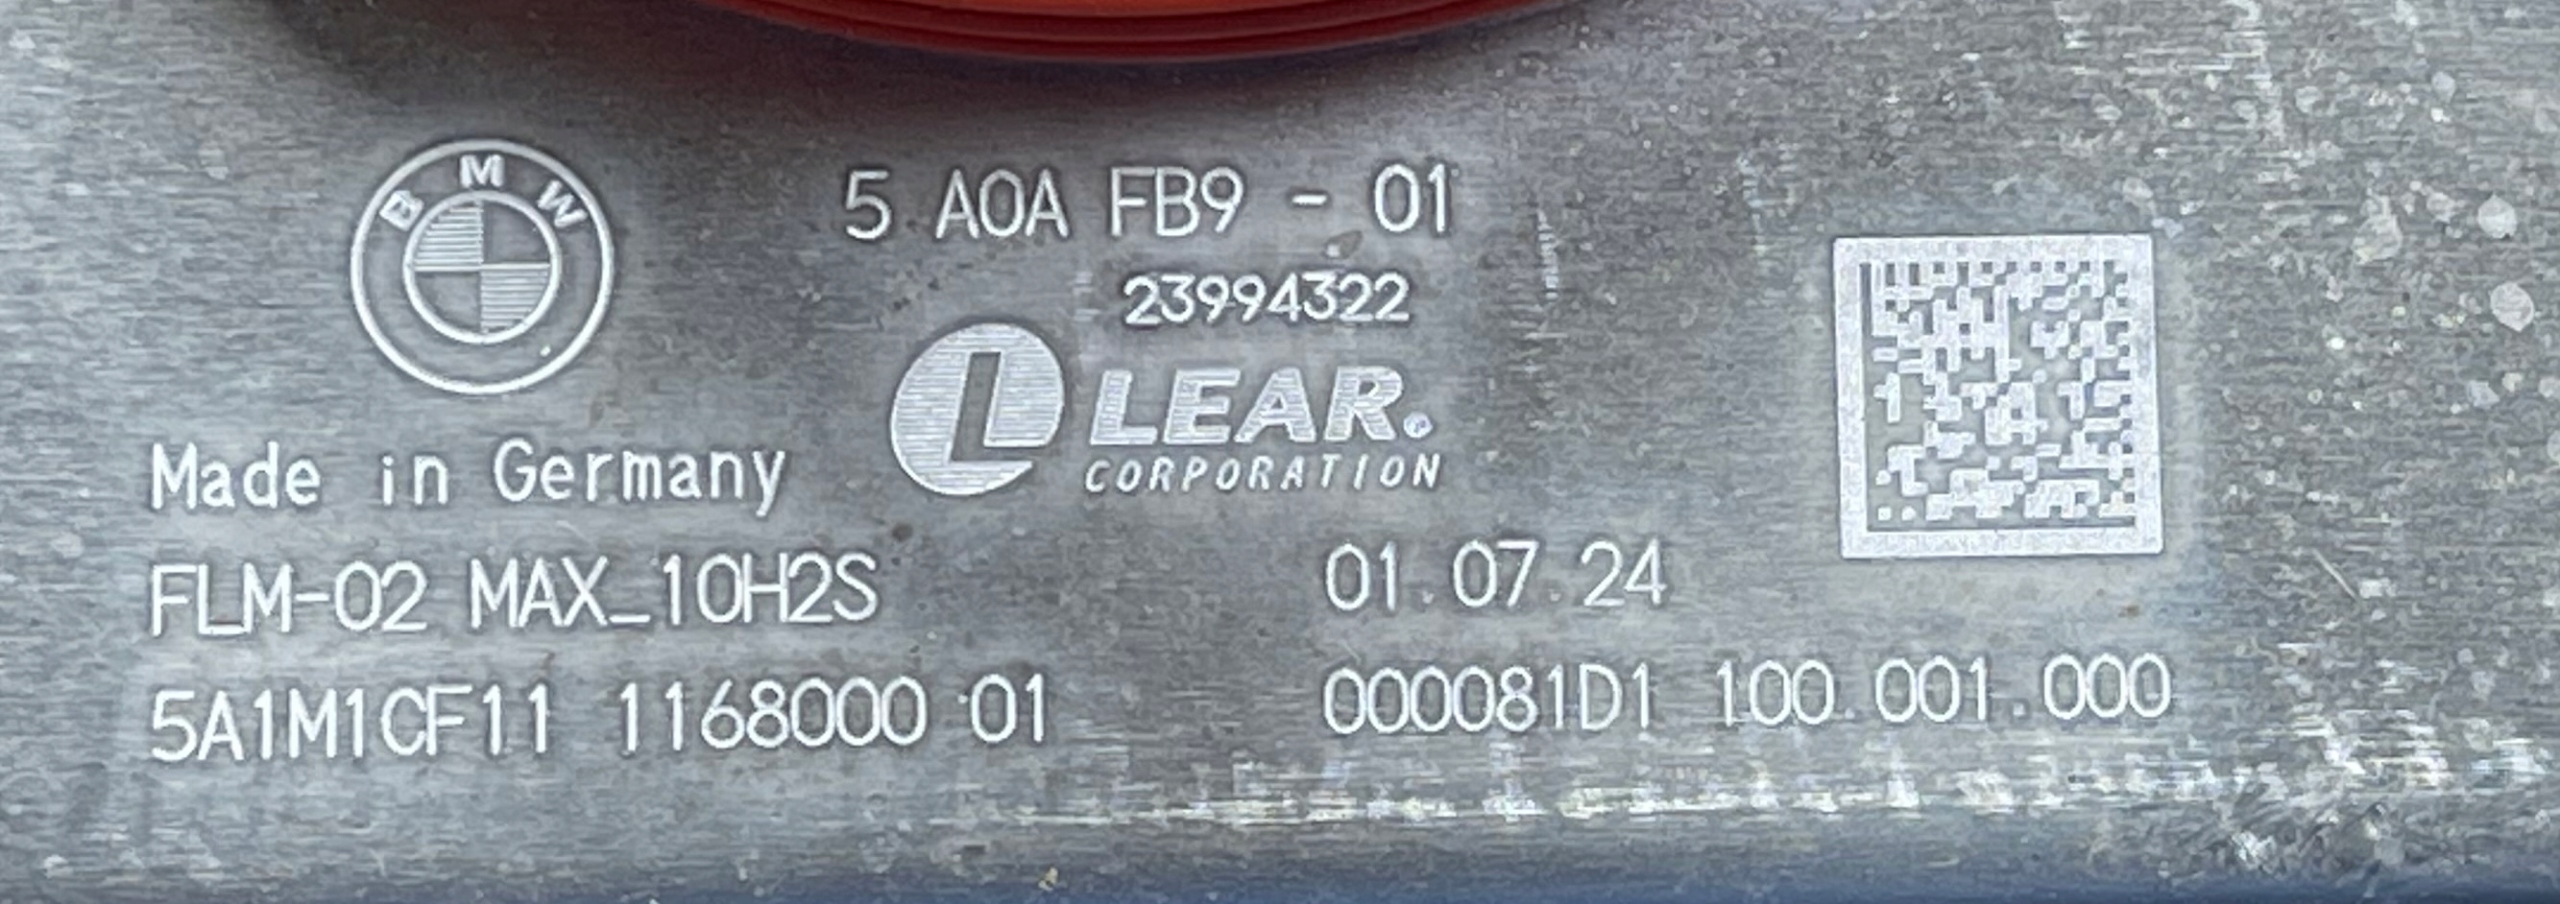 BMW
5 A0A FB9 - 01
23994322
L LEAR®
CORPORATION
Made in Germany
FLM-02 MAX_10H2S
01.07.24
5A1M1CF11 1168000 01
000081D1 100.001.000